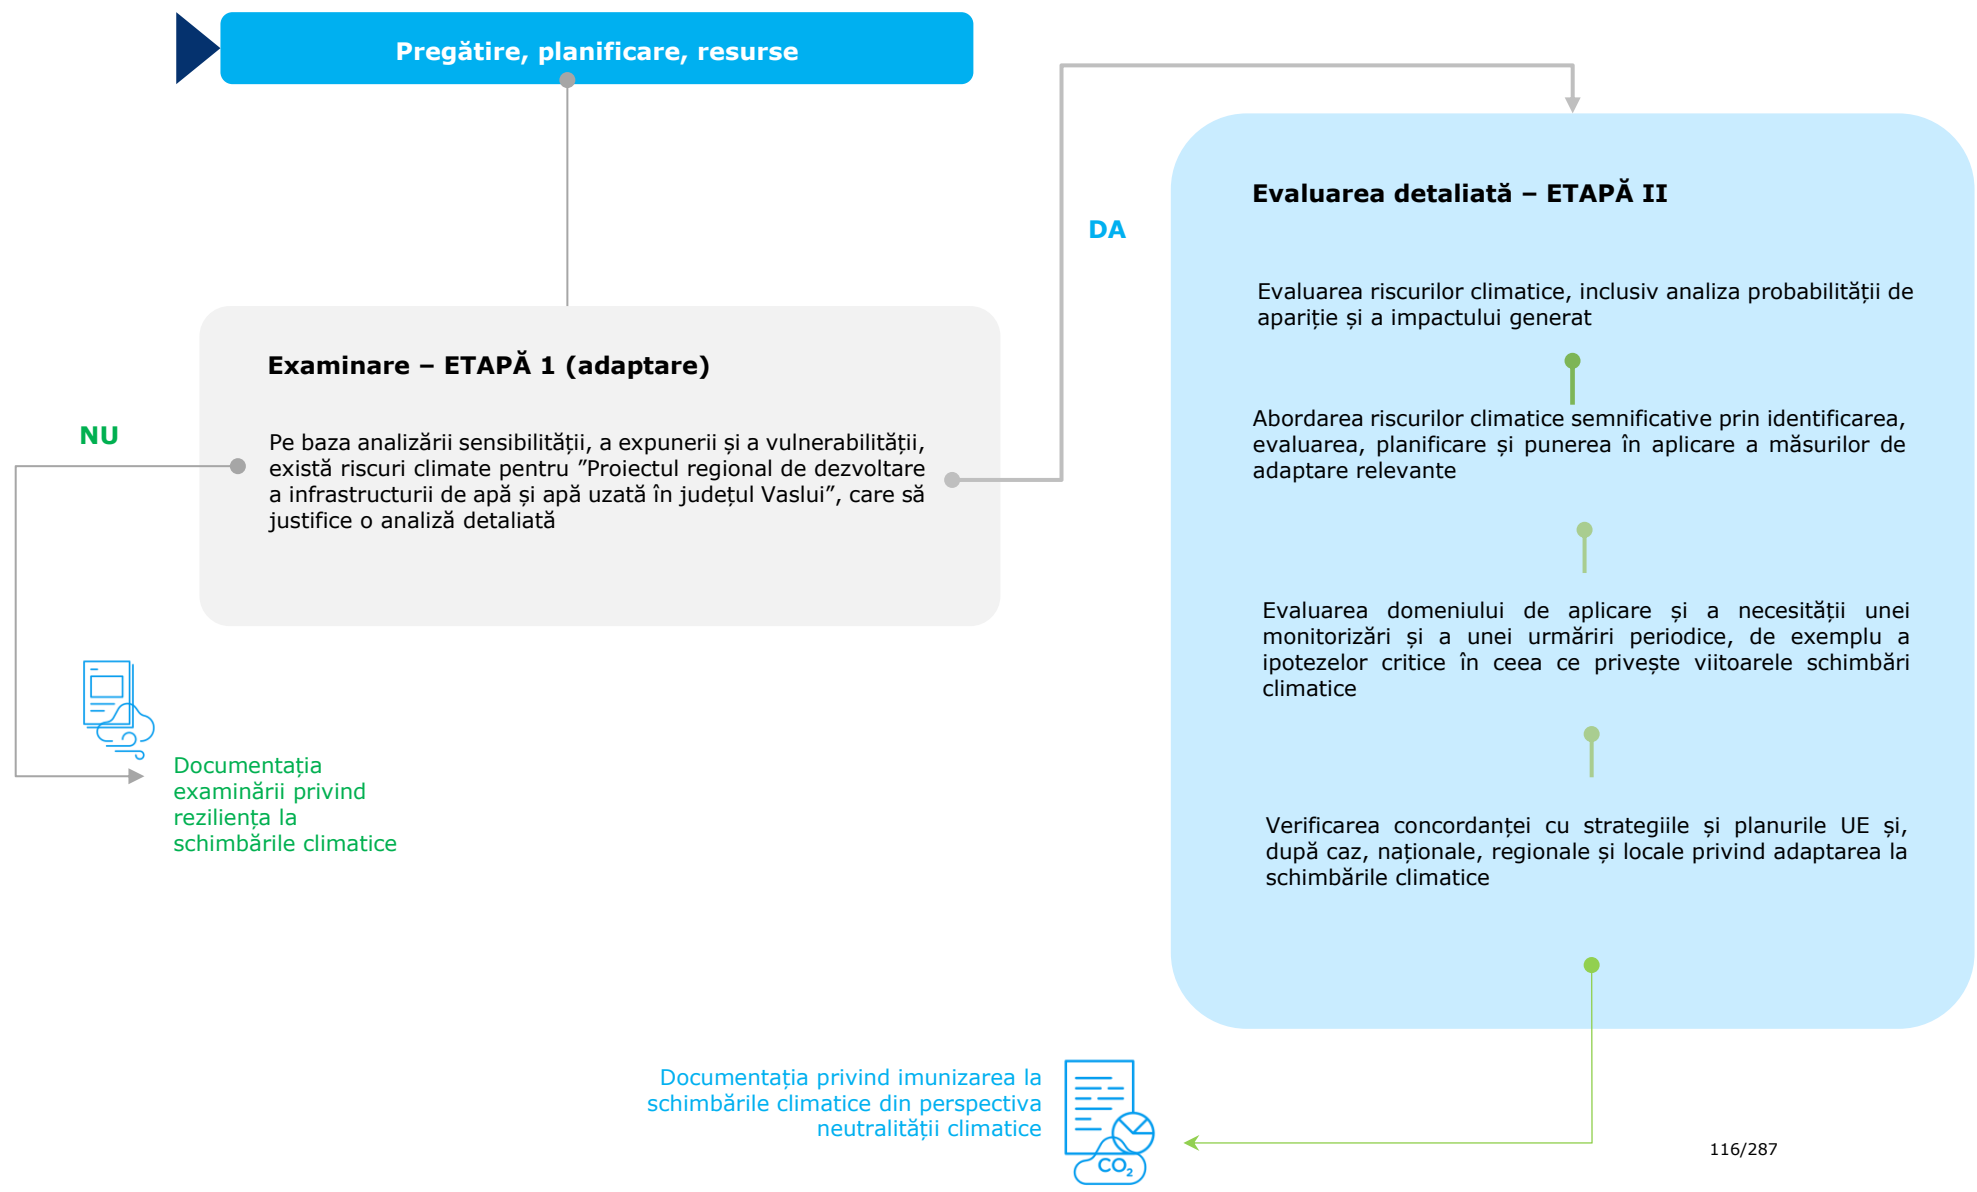 Pregătire, planificare, resurse
Examinare – ETAPĂ 1 (adaptare)
NU
Pe baza analizării sensibilității, a expunerii și a vulnerabilității,
există riscuri climate pentru ”Proiectul regional de dezvoltare
a infrastructurii de apă și apă uzată în județul Vaslui”, care să
justifice o analiză detaliată
Documentația
examinării privind
reziliența la
schimbările climatice
DA
Evaluarea detaliată – ETAPĂ II
Evaluarea riscurilor climatice, inclusiv analiza probabilității de
apariție și a impactului generat
Abordarea riscurilor climatice semnificative prin identificarea,
evaluarea, planificare și punerea în aplicare a măsurilor de
adaptare relevante
Evaluarea domeniului de aplicare și a necesității unei
monitorizări și a unei urmăriri periodice, de exemplu a
ipotezelor critice în ceea ce privește viitoarele schimbări
climatice
Verificarea concordanței cu strategiile și planurile UE și,
după caz, naționale, regionale și locale privind adaptarea la
schimbările climatice
Documentația privind imunizarea la
schimbările climatice din perspectiva
neutralității climatice
CO₂
116/287